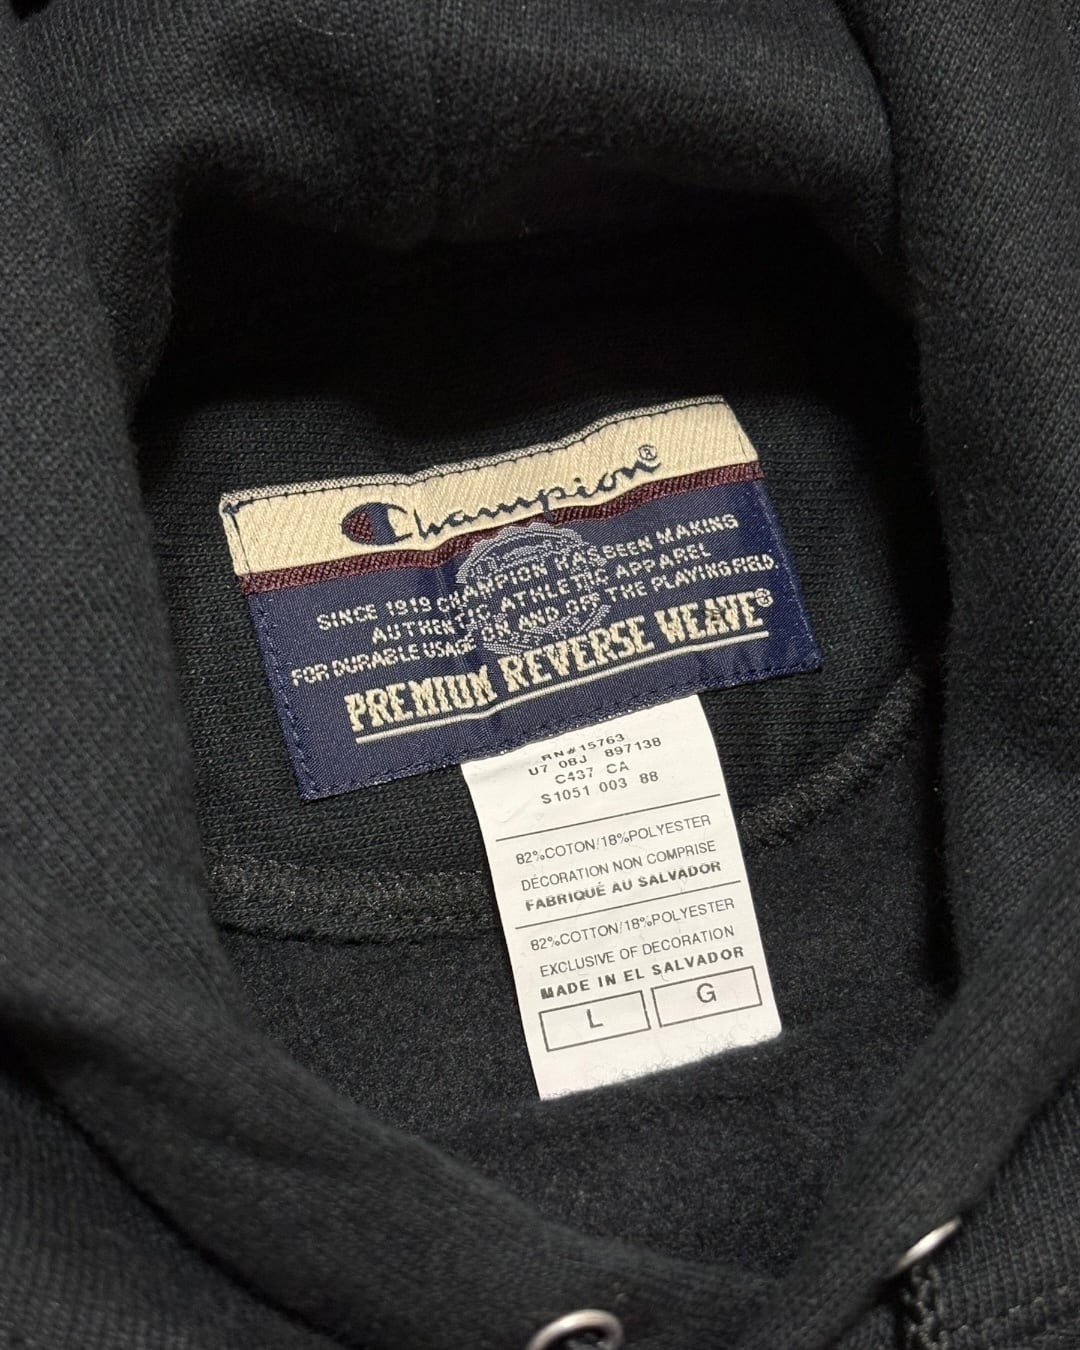 Champion®
SINCE 1919 CHAMPION HAS BEEN MAKING
AUTHENTIC ATHLETIC APPAREL
FOR DURABLE USAGE ON AND OFF THE PLAYING FIELD.
PREMIUM REVERSE WEAVE®
RN#15763
U7 08J 897138
C437 CA
S1051 003 88
82%COTON/18%POLYESTER
DÉCORATION NON COMPRISE
FABRIQUÉ AU SALVADOR
82%COTTON/18%POLYESTER
EXCLUSIVE OF DECORATION
MADE IN EL SALVADOR
L G